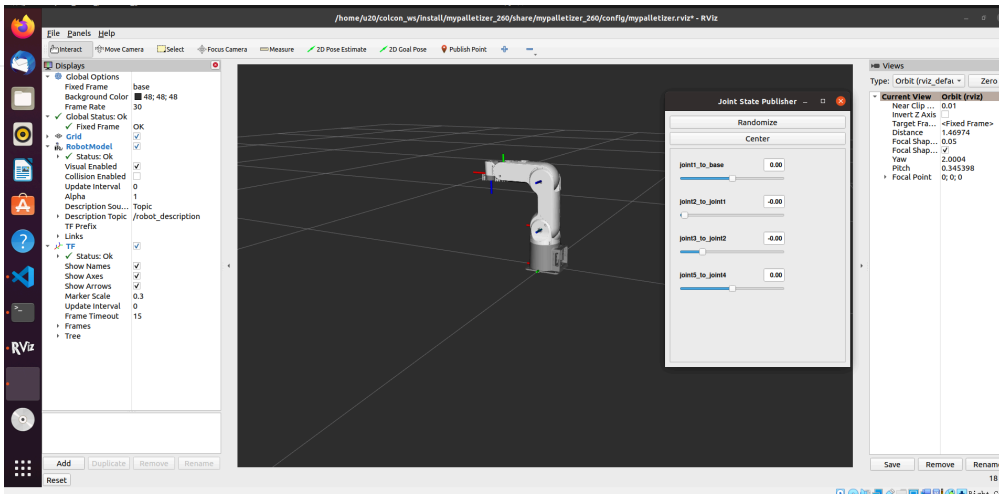 /home/u20/colcon_ws/install/mypalletizer_260/share/mypalletizer_260/config/mypalletizer.rviz* - RViz
File Panels Help
Interact Move Camera Select Focus Camera Measure 2D Pose Estimate 2D Goal Pose Publish Point
Displays
Global Options
Fixed Frame base
Background Color 48; 48; 48
Frame Rate 30
Global Status: Ok
Fixed Frame OK
Grid
RobotModel
Status: Ok
Visual Enabled
Collision Enabled
Update Interval 0
Alpha 1
Description Sou... Topic
Description Topic /robot_description
TF Prefix
Links
TF
Status: Ok
Show Names
Show Axes
Show Arrows
Marker Scale 0.3
Update Interval 0
Frame Timeout 15
Frames
Tree
Add Duplicate Remove Rename
Reset
RViz
Joint State Publisher
Randomize
Center
joint1_to_base 0.00
joint2_to_joint1 -0.00
joint3_to_joint2 -0.00
joint5_to_joint4 0.00
Views
Type: Orbit (rviz_defau Zero
Current View Orbit (rviz)
Near Clip ... 0.01
Invert Z Axis
Target Fra... <Fixed Frame>
Distance 1.46974
Focal Shap... 0.05
Focal Shap...
Yaw 2.0004
Pitch 0.345398
Focal Point 0; 0; 0
Save Remove Renam
18